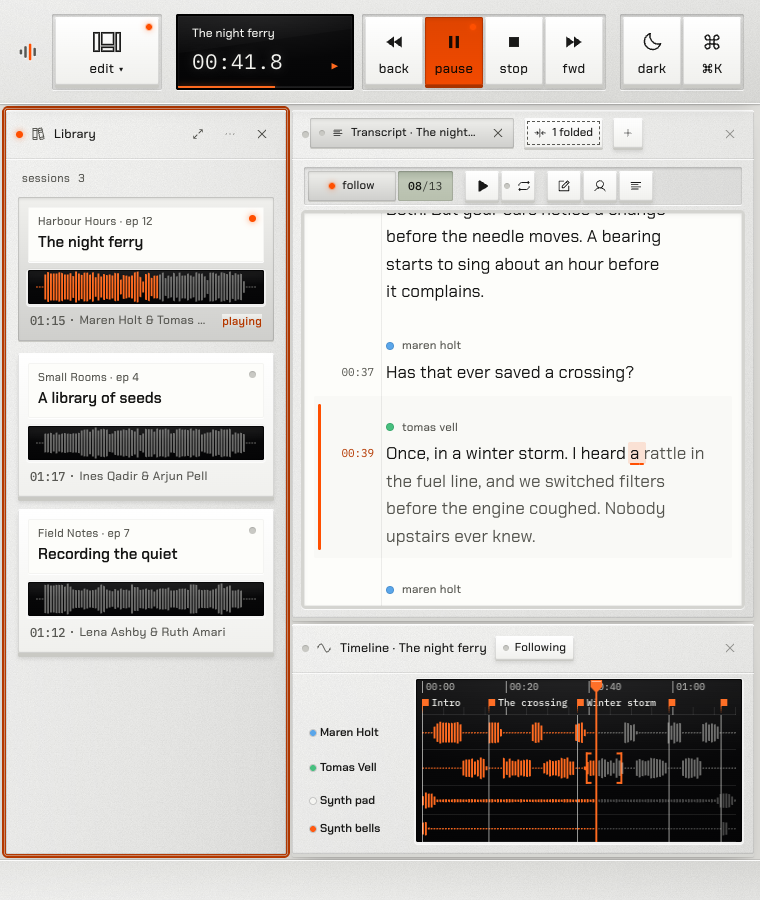 The night ferry
00:41.8
edit
back
pause
stop
fwd
dark
⌘K
Library
Transcript · The night...
1 folded
sessions 3
follow
08/13
Harbour Hours · ep 12
The night ferry
01:15 · Maren Holt & Tomas ...
playing
Small Rooms · ep 4
A library of seeds
01:17 · Ines Qadir & Arjun Pell
Field Notes · ep 7
Recording the quiet
01:12 · Lena Ashby & Ruth Amari
Both. But your ears notice a change
before the needle moves. A bearing
starts to sing about an hour before
it complains.
maren holt
00:37 Has that ever saved a crossing?
tomas vell
00:39 Once, in a winter storm. I heard a rattle in
the fuel line, and we switched filters
before the engine coughed. Nobody
upstairs ever knew.
maren holt
Timeline · The night ferry
Following
00:00 00:20 :40 01:00
Intro The crossing Winter storm
Maren Holt
Tomas Vell
Synth pad
Synth bells